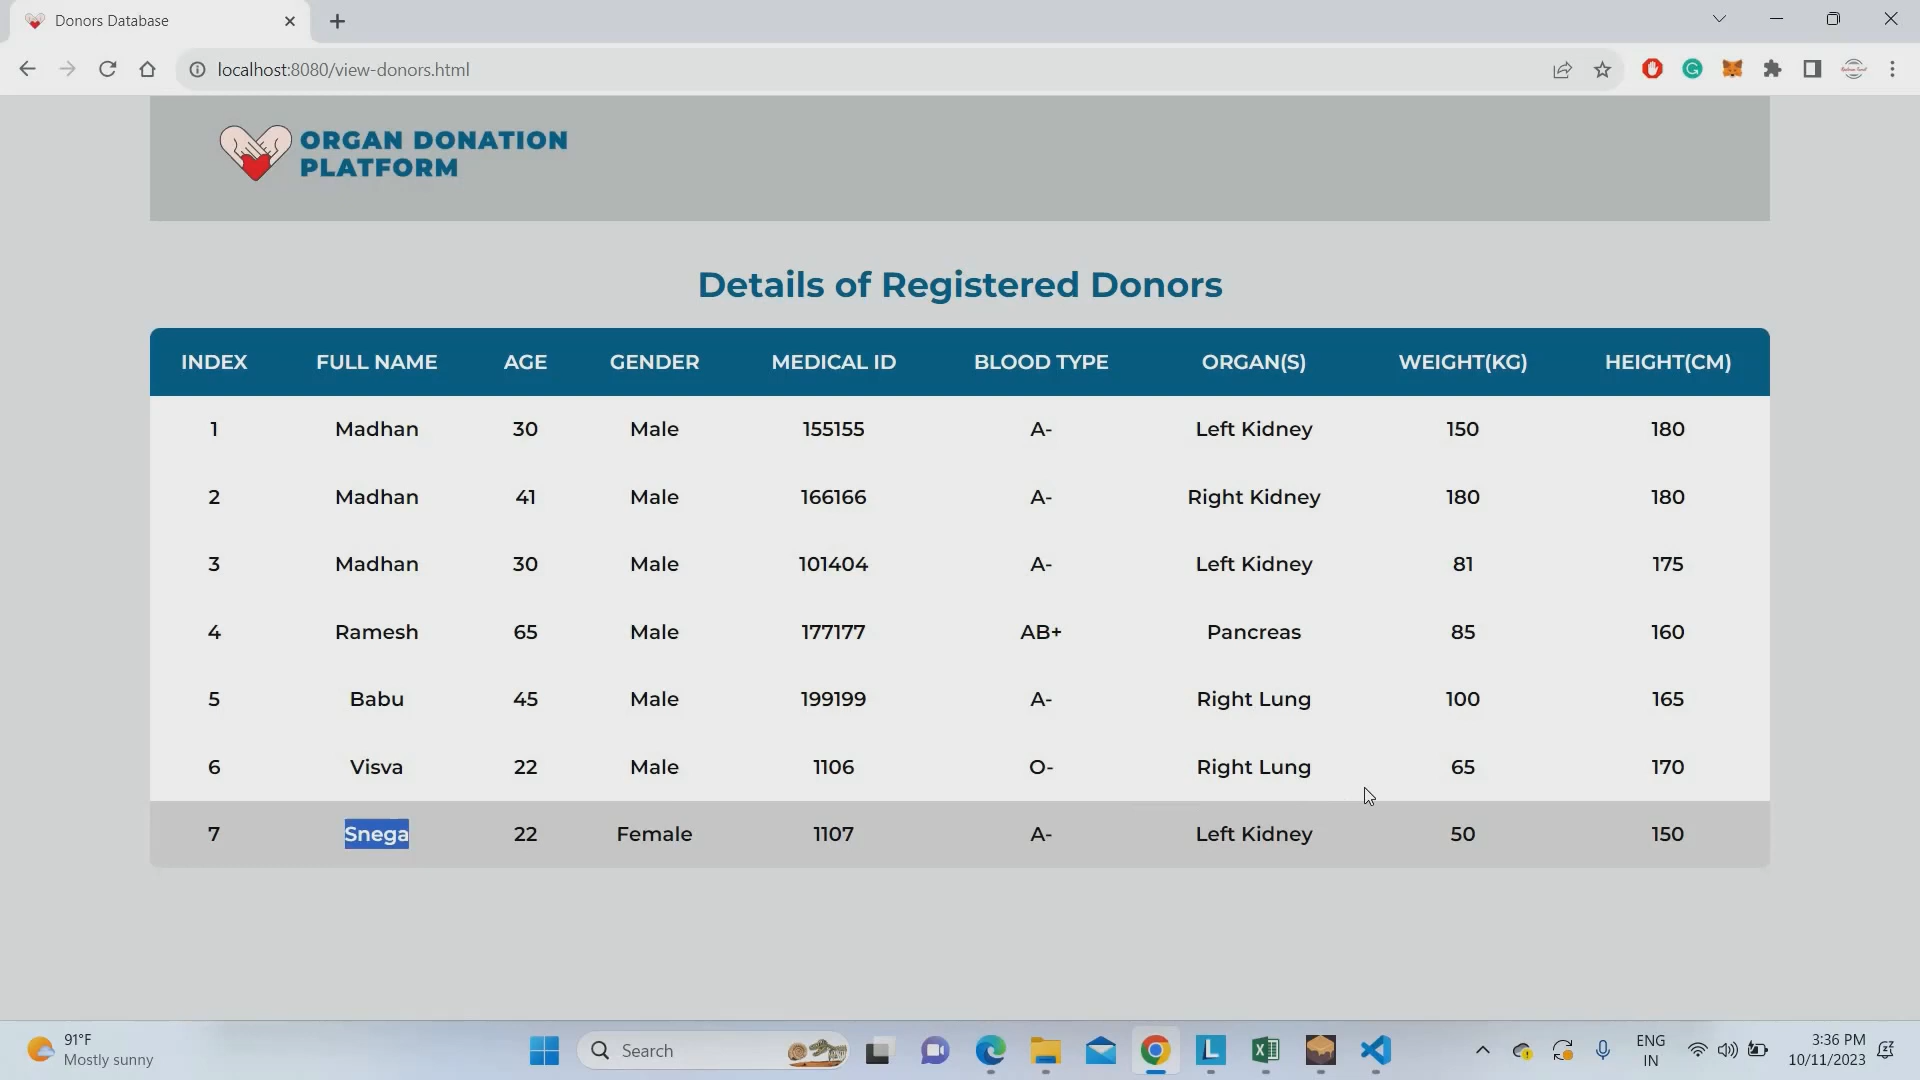 Donors Database
localhost:8080/view-donors.html
ORGAN DONATION
PLATFORM
Details of Registered Donors
INDEX FULL NAME AGE GENDER MEDICAL ID BLOOD TYPE ORGAN(S) WEIGHT(KG) HEIGHT(CM)
1 Madhan 30 Male 155155 A- Left Kidney 150 180
2 Madhan 41 Male 166166 A- Right Kidney 180 180
3 Madhan 30 Male 101404 A- Left Kidney 81 175
4 Ramesh 65 Male 177177 AB+ Pancreas 85 160
5 Babu 45 Male 199199 A- Right Lung 100 165
6 Visva 22 Male 1106 O- Right Lung 65 170
7 Snega 22 Female 1107 A- Left Kidney 50 150
91°F
Mostly sunny
Search
ENG
IN
3:36 PM
10/11/2023